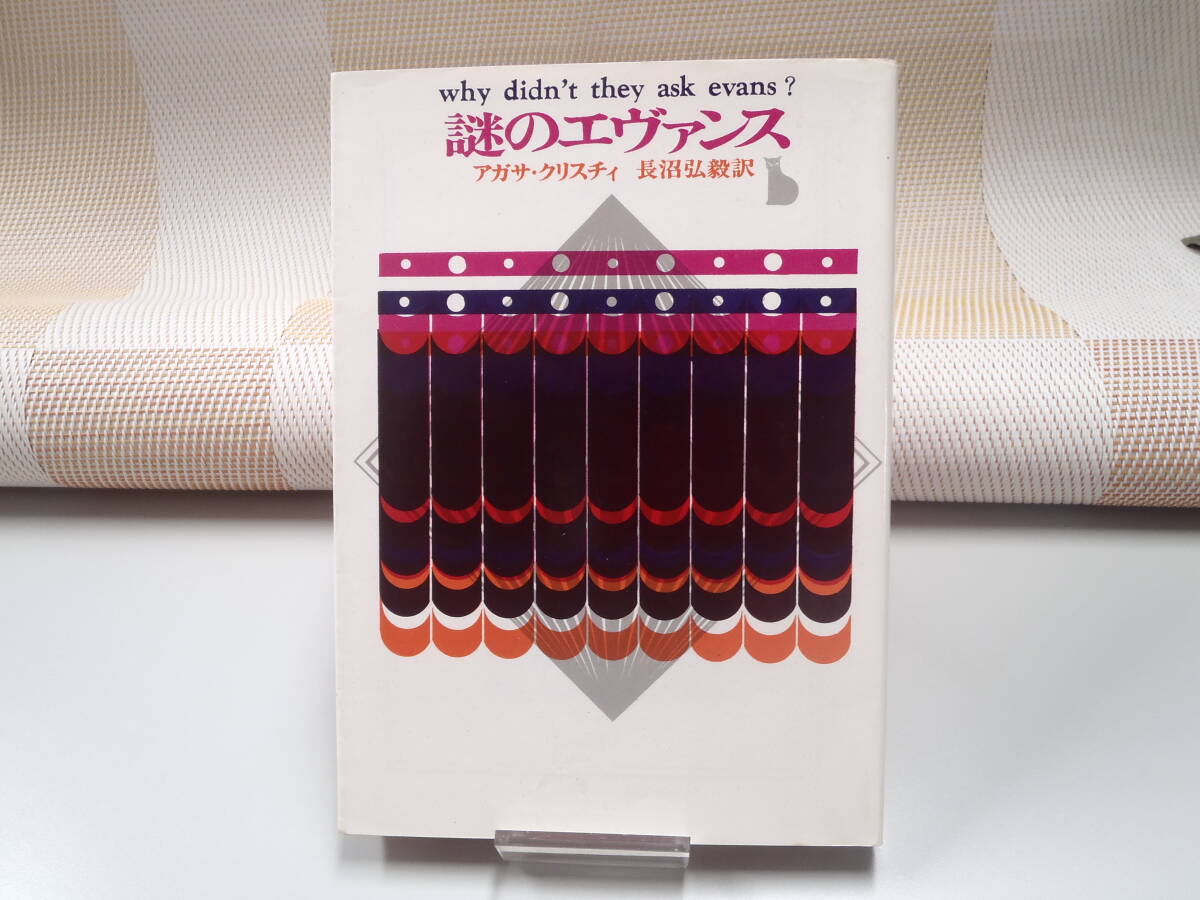 why didn't they ask evans?
謎のエヴァンス
アガサ・クリスチィ 長沼弘毅訳